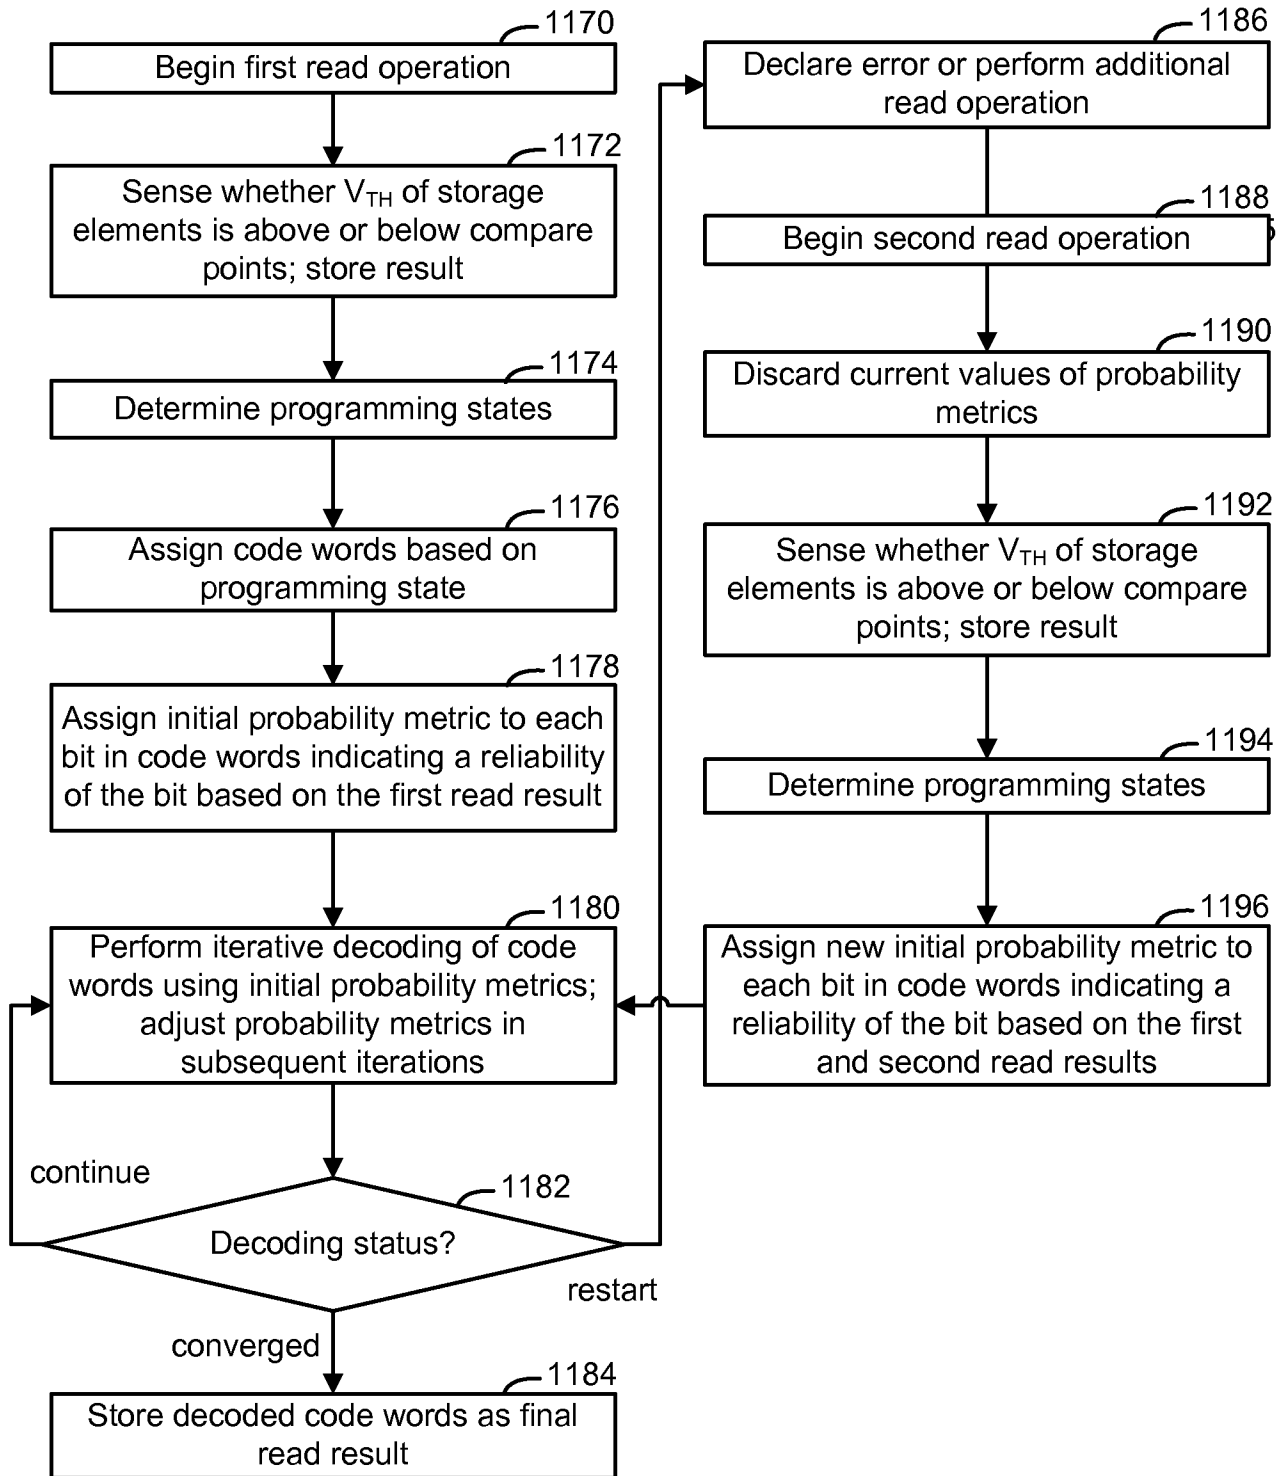 1170
Begin first read operation
1172
Sense whether VTH of storage
elements is above or below compare
points; store result
1174
Determine programming states
1176
Assign code words based on
programming state
1178
Assign initial probability metric to each
bit in code words indicating a reliability
of the bit based on the first read result
1180
Perform iterative decoding of code
words using initial probability metrics;
adjust probability metrics in
subsequent iterations
continue
1182
Decoding status?
restart
converged
1184
Store decoded code words as final
read result
1186
Declare error or perform additional
read operation
1188
Begin second read operation
1190
Discard current values of probability
metrics
1192
Sense whether VTH of storage
elements is above or below compare
points; store result
1194
Determine programming states
1196
Assign new initial probability metric to
each bit in code words indicating a
reliability of the bit based on the first
and second read results